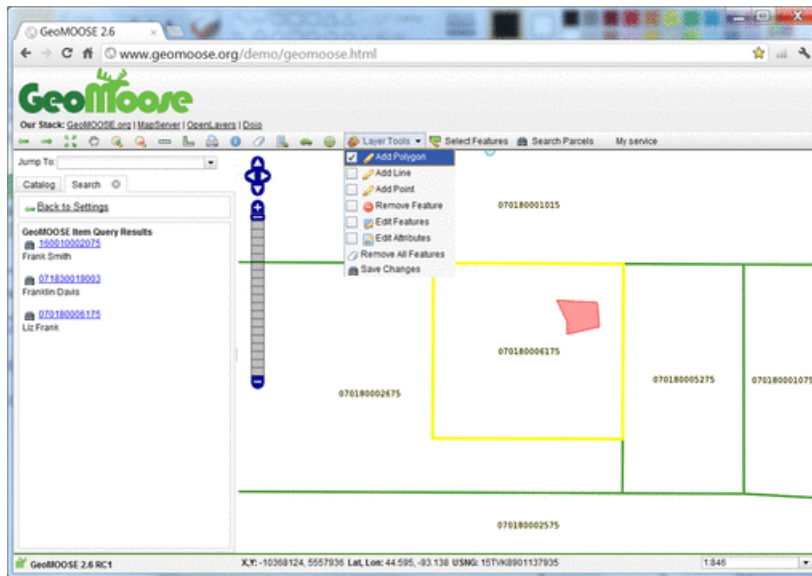 GeoMOOSE 2.6
www.geomoose.org/demo/geomoose.html
GeoMoose
Our Stack: GeoMOOSE.org | MapServer | OpenLayers | Dojo
Layer Tools Select Features Search Parcels My service
Jump To:
Add Polygon
Add Line
Add Point
Remove Feature
Edit Features
Edit Attributes
Remove All Features
Save Changes
Catalog Search
Back to Settings
GeoMOOSE Item Query Results
160010002075
Frank Smith
071830019003
Franklin Davis
070180006175
Liz Frank
070180001015
070180006175
070180002675
070180005275
070180001075
070180002575
GeoMOOSE 2.6 RC1
X,Y: -10368124, 5557936 Lat, Lon: 44.595, -93.138 USNG: 15TVK8901137935
1:846